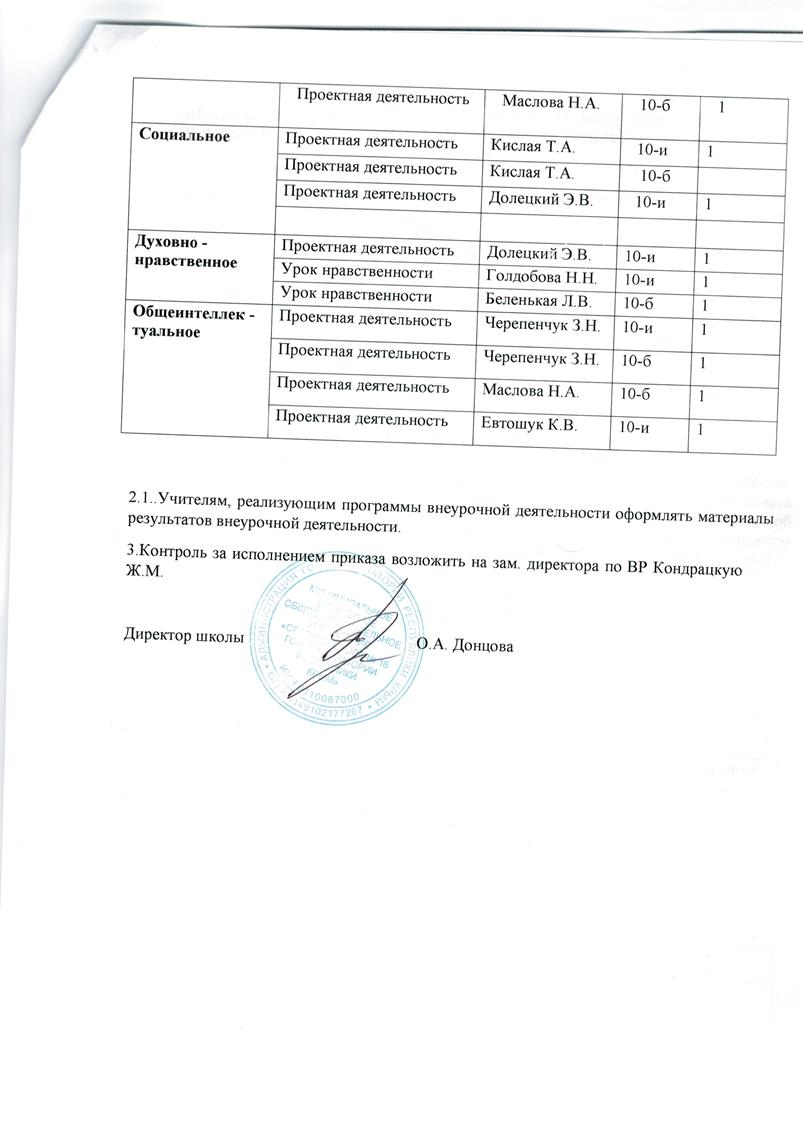 Проектная деятельность Маслова Н.А. 10-б 1
Социальное Проектная деятельность Кислая Т.А. 10-и 1
Проектная деятельность Кислая Т.А. 10-б
Проектная деятельность Долецкий Э.В. 10-и 1
Духовно - Проектная деятельность Долецкий Э.В. 10-и 1
нравственное Урок нравственности Голдобова Н.Н. 10-и 1
Урок нравственности Беленькая Л.В. 10-б 1
Общеинтеллек - Проектная деятельность Черепенчук З.Н. 10-и 1
туальное
Проектная деятельность Черепенчук З.Н. 10-б 1
Проектная деятельность Маслова Н.А. 10-б 1
Проектная деятельность Евтошук К.В. 10-и 1
2.1..Учителям, реализующим программы внеурочной деятельности оформлять материалы
результатов внеурочной деятельности.
3.Контроль за исполнением приказа возложить на зам. директора по ВР Кондрацкую
Ж.М.
Директор школы О.А. Донцова
АДМИНИСТРАЦИЯ РЕСПУБЛИКИ КРЫМ
КРЫМ»